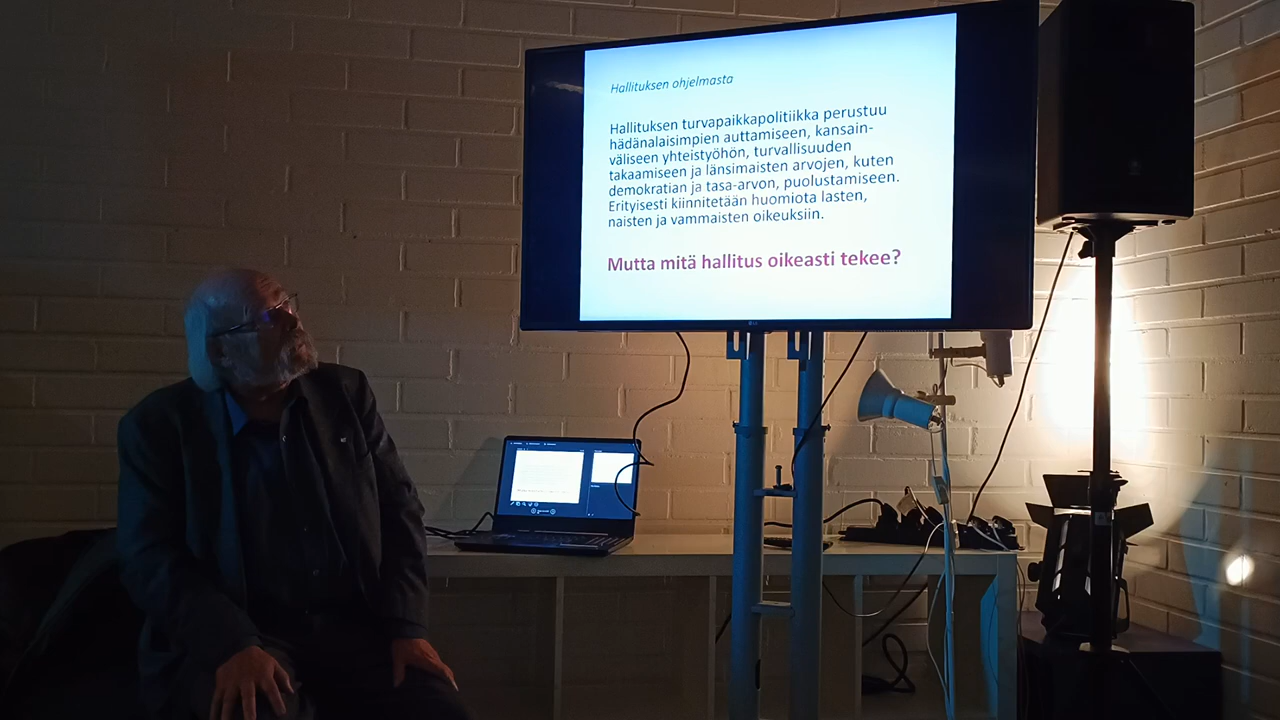 Hallituksen ohjelmasta
Hallituksen turvapaikkapolitiikka perustuu
hädänalaisimpien auttamiseen, kansain-
väliseen yhteistyöhön, turvallisuuden
takaamiseen ja länsimaisten arvojen, kuten
demokratian ja tasa-arvon, puolustamiseen.
Erityisesti kiinnitetään huomiota lasten,
naisten ja vammaisten oikeuksiin.
Mutta mitä hallitus oikeasti tekee?
LG